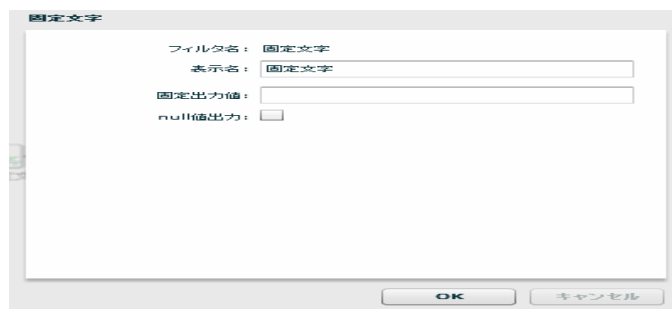 固定文字
フィルタ名： 固定文字
表示名： 固定文字
固定出力値：
null値出力：
OK
キャンセル